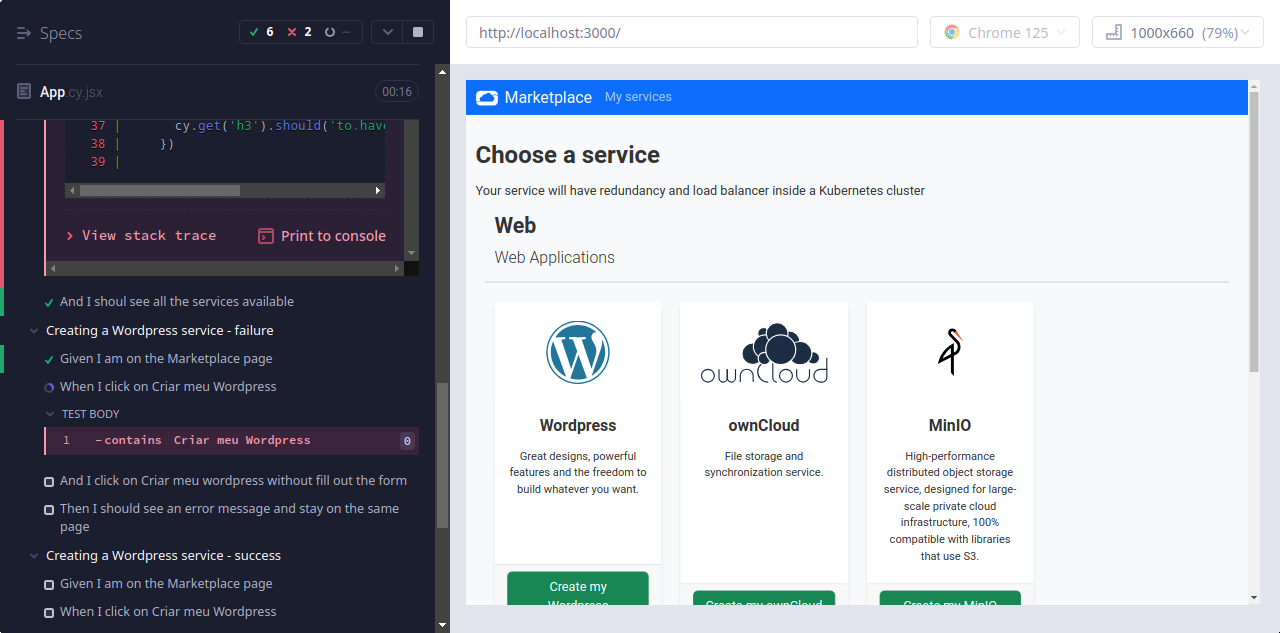 Specs
6
2
--
App.cy.jsx
00:16
37 | cy.get('h3').should('to.have
38 | })
39 |
View stack trace
Print to console
And I shoul see all the services available
Creating a Wordpress service - failure
Given I am on the Marketplace page
When I click on Criar meu Wordpress
TEST BODY
1 -contains Criar meu Wordpress 0
And I click on Criar meu wordpress without fill out the form
Then I should see an error message and stay on the same
page
Creating a Wordpress service - success
Given I am on the Marketplace page
When I click on Criar meu Wordpress
http://localhost:3000/
Chrome 125
1000x660 (79%)
Marketplace
My services
Choose a service
Your service will have redundancy and load balancer inside a Kubernetes cluster
Web
Web Applications
Wordpress
Great designs, powerful
features and the freedom to
build whatever you want.
Create my
Wordpress
ownCloud
ownCloud
File storage and
synchronization service.
Create my ownCloud
MinIO
High-performance
distributed object storage
service, designed for large-
scale private cloud
infrastructure, 100%
compatible with libraries
that use S3.
Create my MinIO